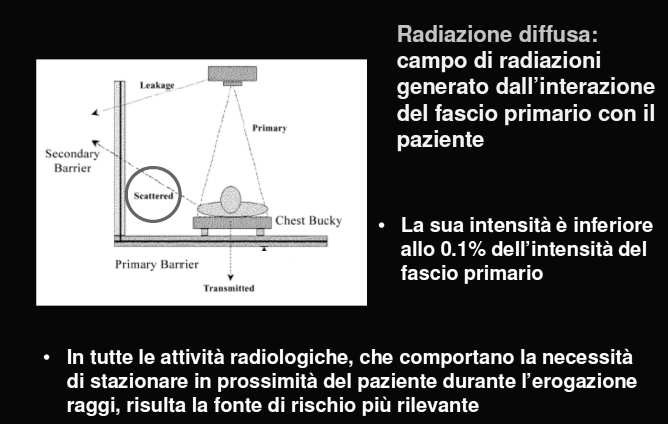 Radiazione diffusa:
campo di radiazioni
generato dall'interazione
del fascio primario con il
paziente
Leakage
Primary
Secondary
Barrier
Scattered
Chest Bucky
Primary Barrier
Transmitted
• La sua intensità è inferiore
allo 0.1% dell'intensità del
fascio primario
• In tutte le attività radiologiche, che comportano la necessità
di stazionare in prossimità del paziente durante l'erogazione
raggi, risulta la fonte di rischio più rilevante